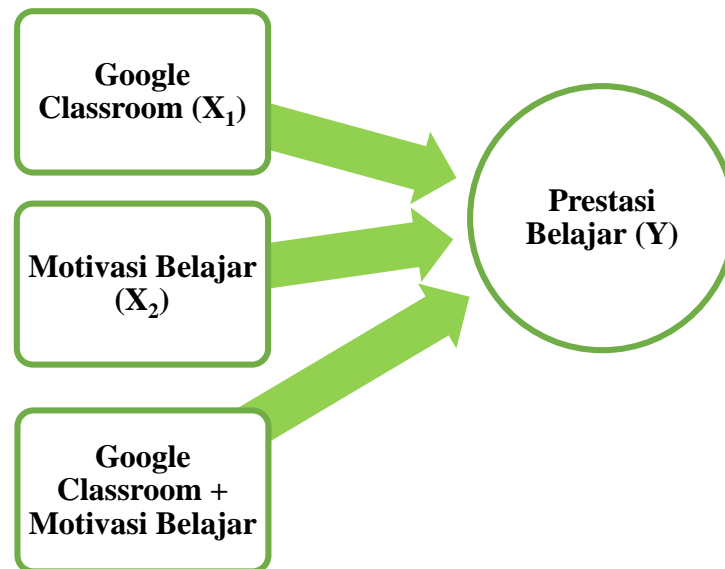 Google
Classroom (X₁)
Motivasi Belajar
(X₂)
Google
Classroom +
Motivasi Belajar
Prestasi
Belajar (Y)